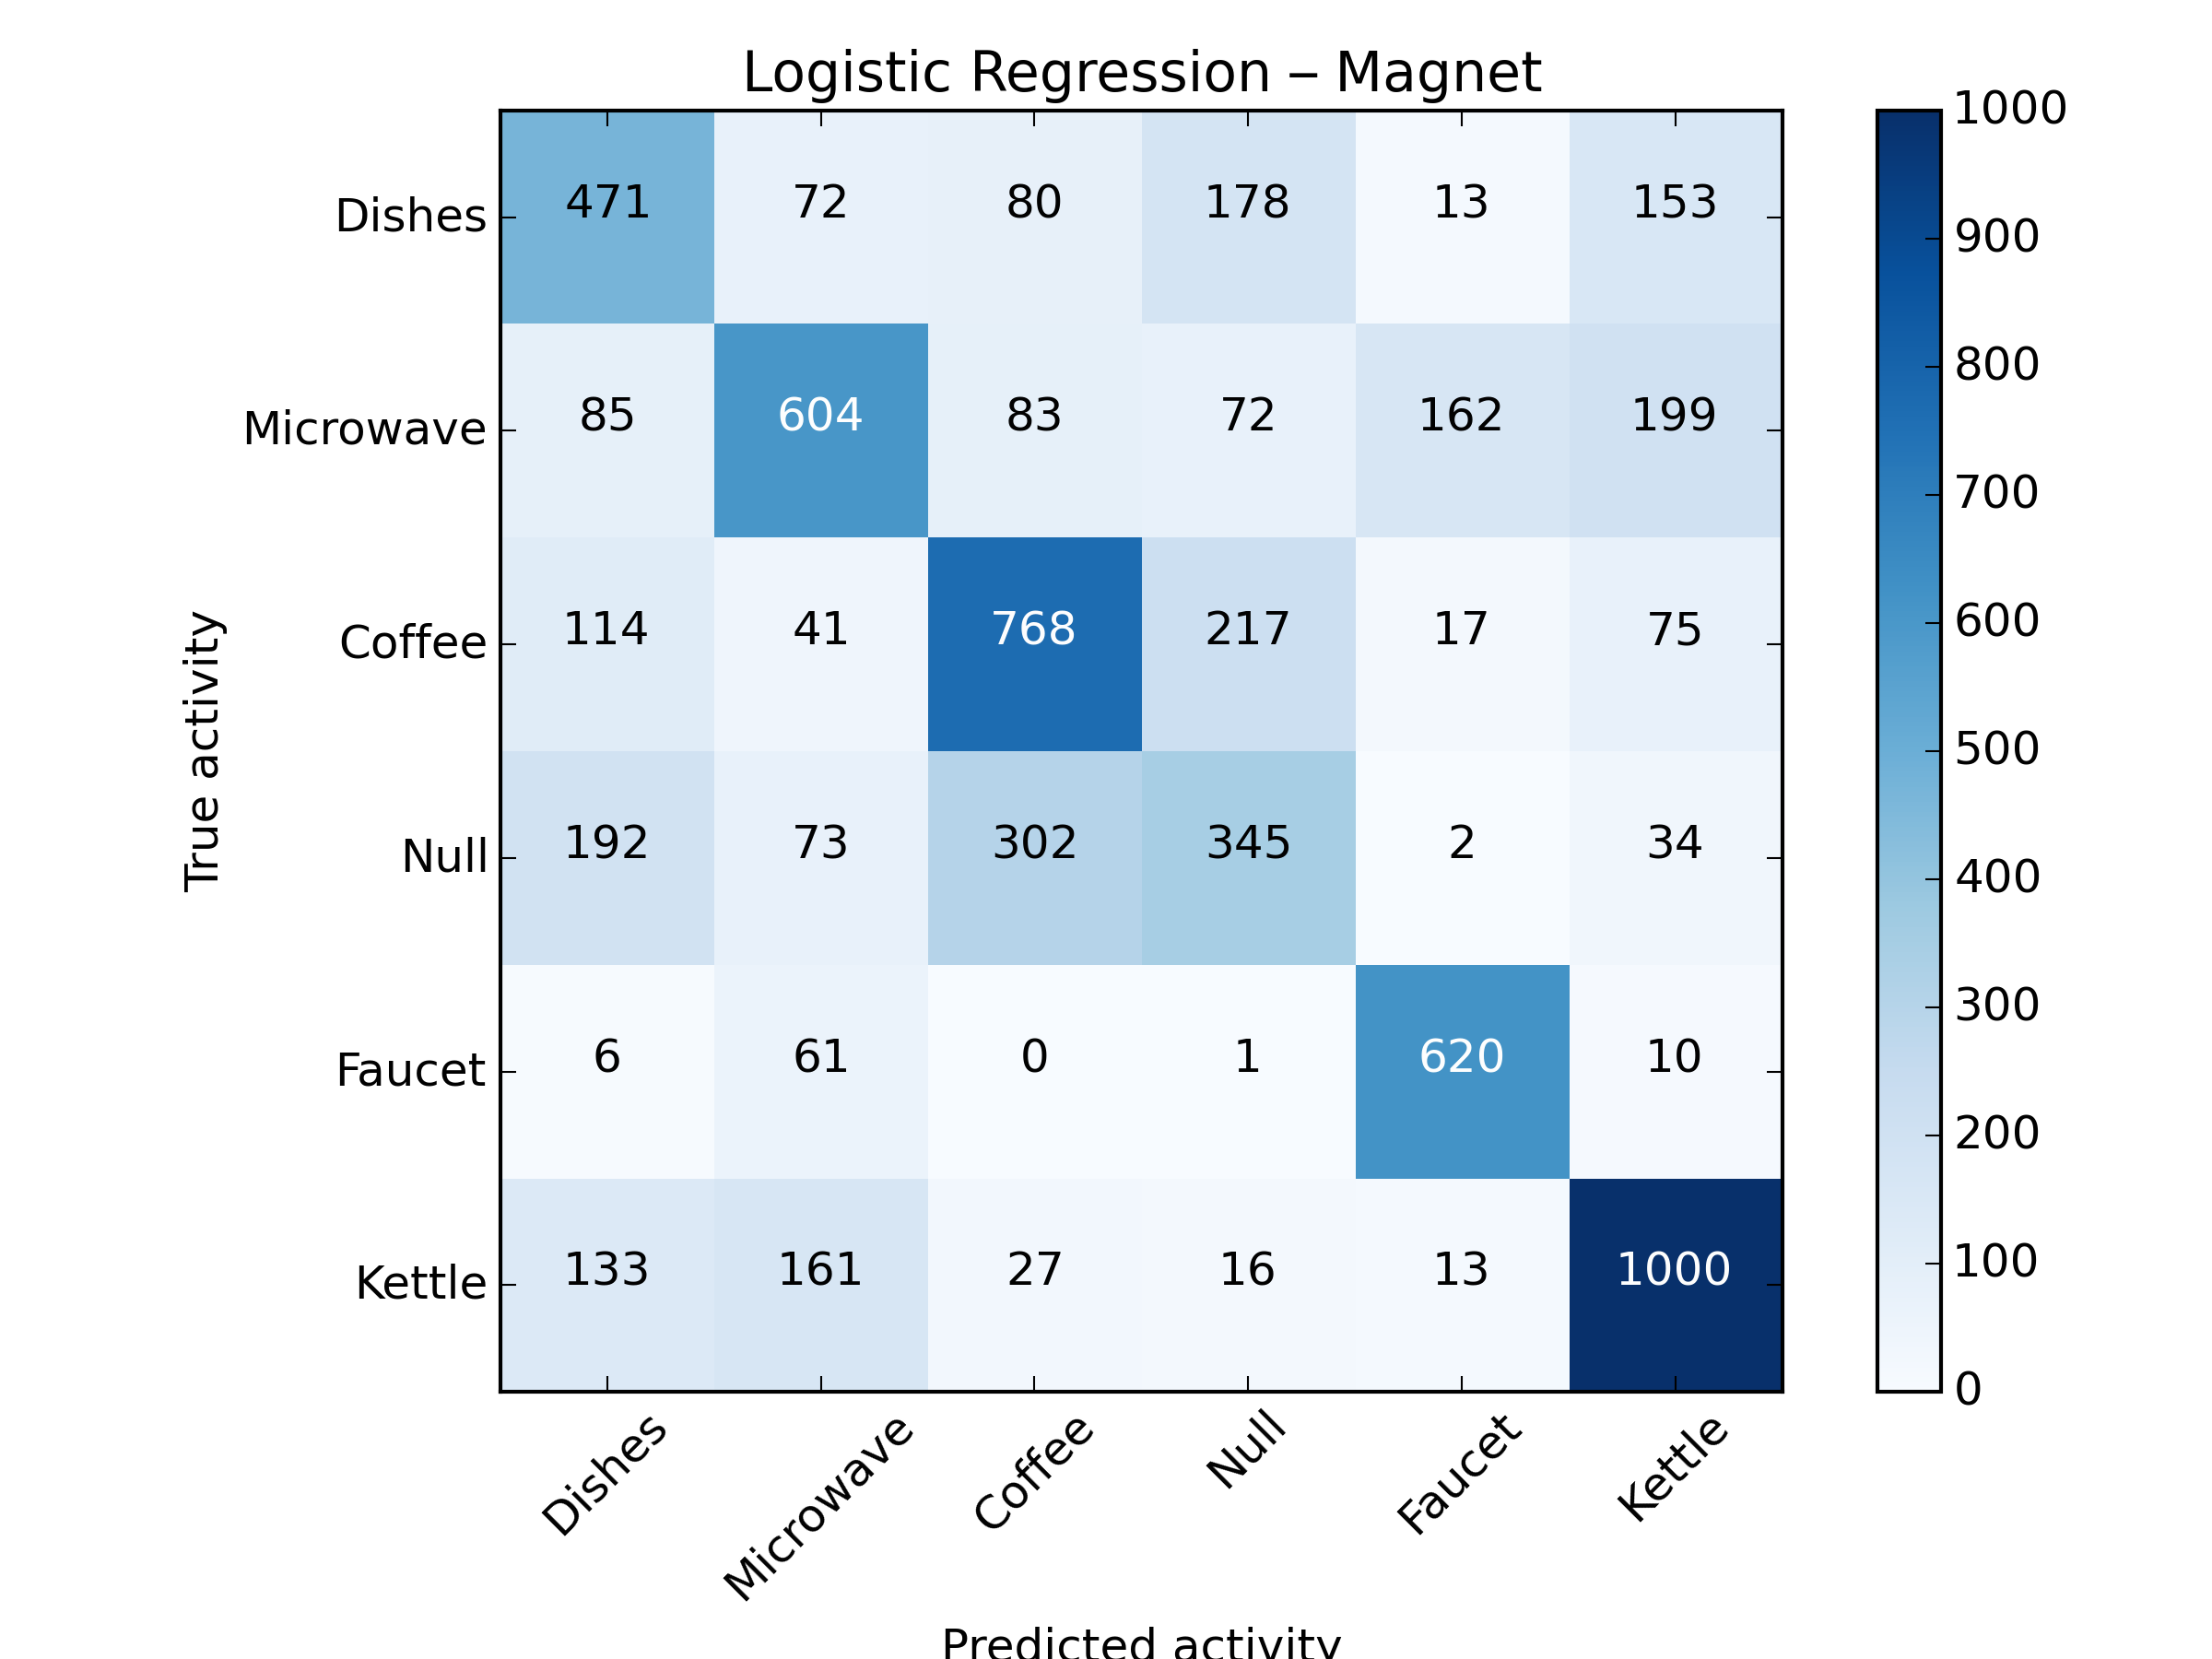 Logistic Regression – Magnet
Dishes 471 72 80 178 13 153
Microwave 85 604 83 72 162 199
Coffee 114 41 768 217 17 75
Null 192 73 302 345 2 34
Faucet 6 61 0 1 620 10
Kettle 133 161 27 16 13 1000
True activity
Dishes Microwave Coffee Null Faucet Kettle
Predicted activity
1000
900
800
700
600
500
400
300
200
100
0